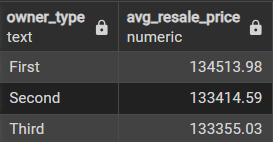 owner_type avg_resale_price
text numeric
First 134513.98
Second 133414.59
Third 133355.03